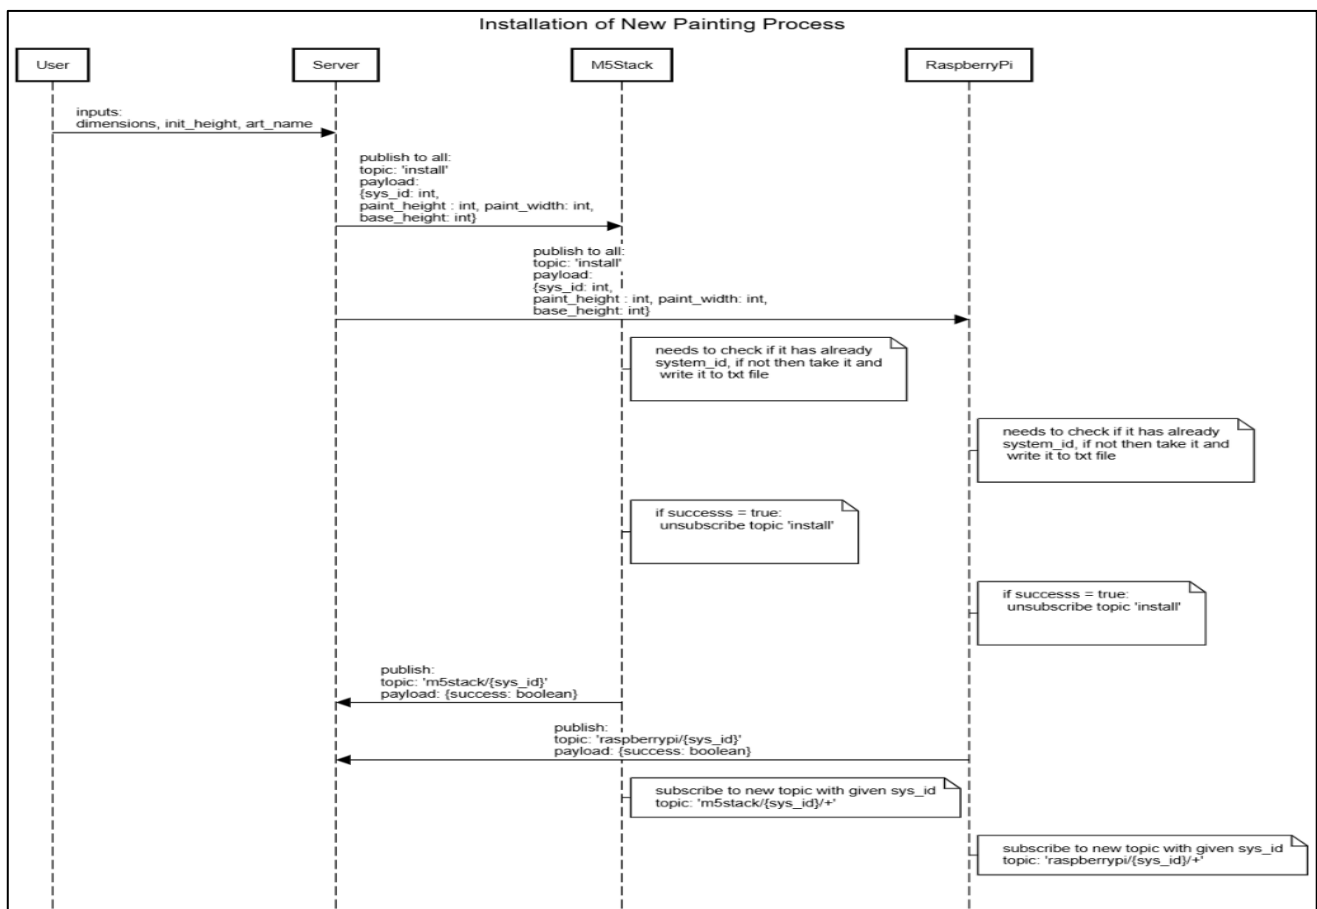 Installation of New Painting Process
User
Server
M5Stack
RaspberryPi
inputs:
dimensions, init_height, art_name
publish to all:
topic: 'install'
payload:
{sys_id: int,
paint_height : int, paint_width: int,
base_height: int}
publish to all:
topic: 'install'
payload:
{sys_id: int,
paint_height : int, paint_width: int,
base_height: int}
needs to check if it has already
system_id, if not then take it and
write it to txt file
needs to check if it has already
system_id, if not then take it and
write it to txt file
if successs = true:
unsubscribe topic 'install'
if successs = true:
unsubscribe topic 'install'
publish:
topic: 'm5stack/{sys_id}'
payload: {success: boolean}
publish:
topic: 'raspberrypi/{sys_id}'
payload: {success: boolean}
subscribe to new topic with given sys_id
topic: 'm5stack/{sys_id}/+'
subscribe to new topic with given sys_id
topic: 'raspberrypi/{sys_id}/+'